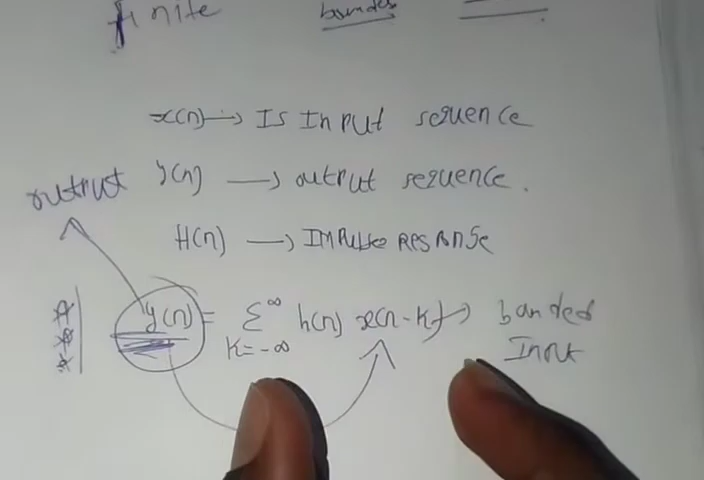 finite bounded
x(n) → Is Input sequence
output y(n) → output sequence.
H(n) → IMPulse RESPONSE
y(n) = Σ^∞ h(n) x(n-k) → bounded
K=-∞ Input